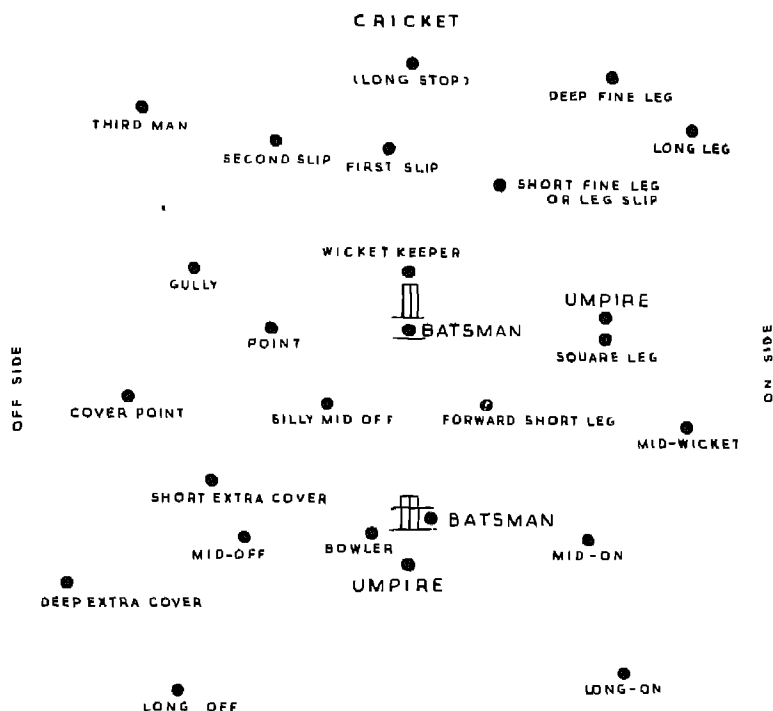 CRICKET
(LONG STOP)
DEEP FINE LEG
THIRD MAN
LONG LEG
SECOND SLIP
FIRST SLIP
SHORT FINE LEG
OR LEG SLIP
WICKET KEEPER
GULLY
UMPIRE
BATSMAN
POINT
SQUARE LEG
OFF SIDE
ON SIDE
COVER POINT
SILLY MID OFF
FORWARD SHORT LEG
MID-WICKET
SHORT EXTRA COVER
BATSMAN
MID-OFF
BOWLER
MID-ON
UMPIRE
DEEP EXTRA COVER
LONG-ON
LONG OFF